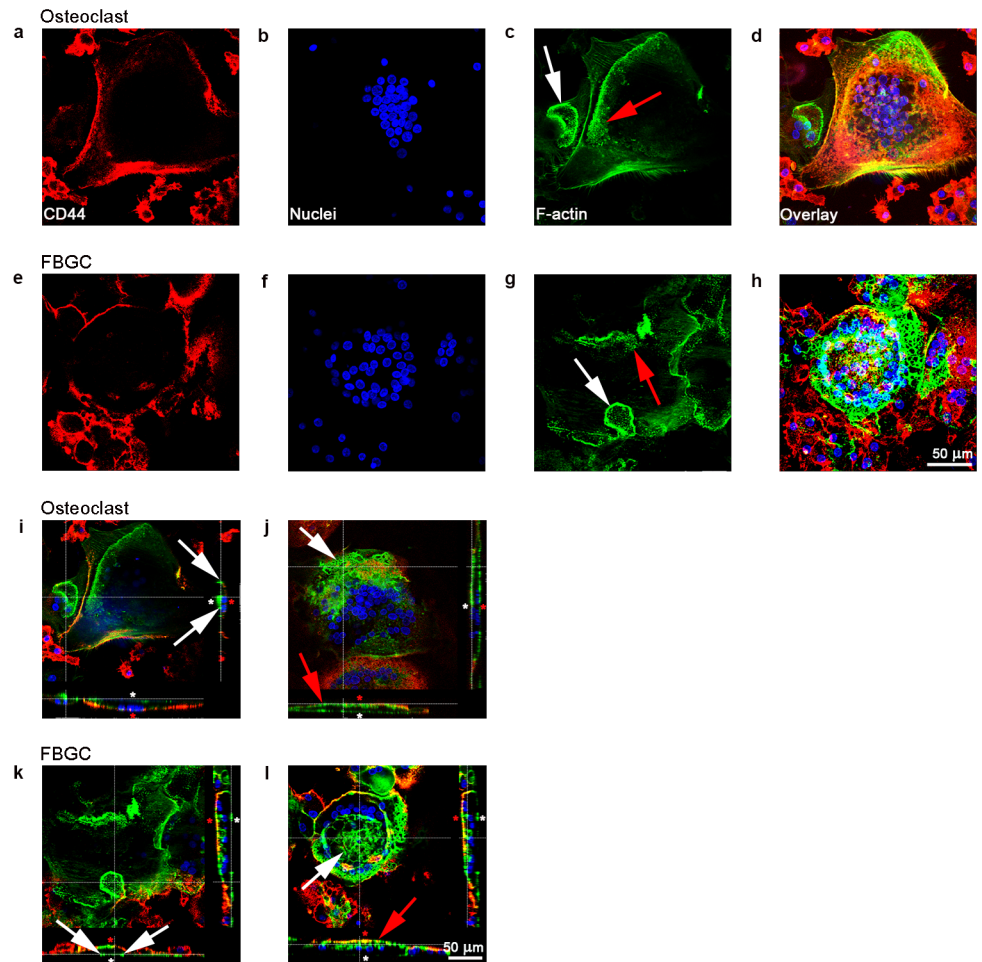 Osteoclast
a b c d
CD44 Nuclei F-actin Overlay
FBGC
e f g h
50 µm
Osteoclast
i j
* * * *
* *
* *
FBGC
k l
* * * *
* *
50 µm
* *